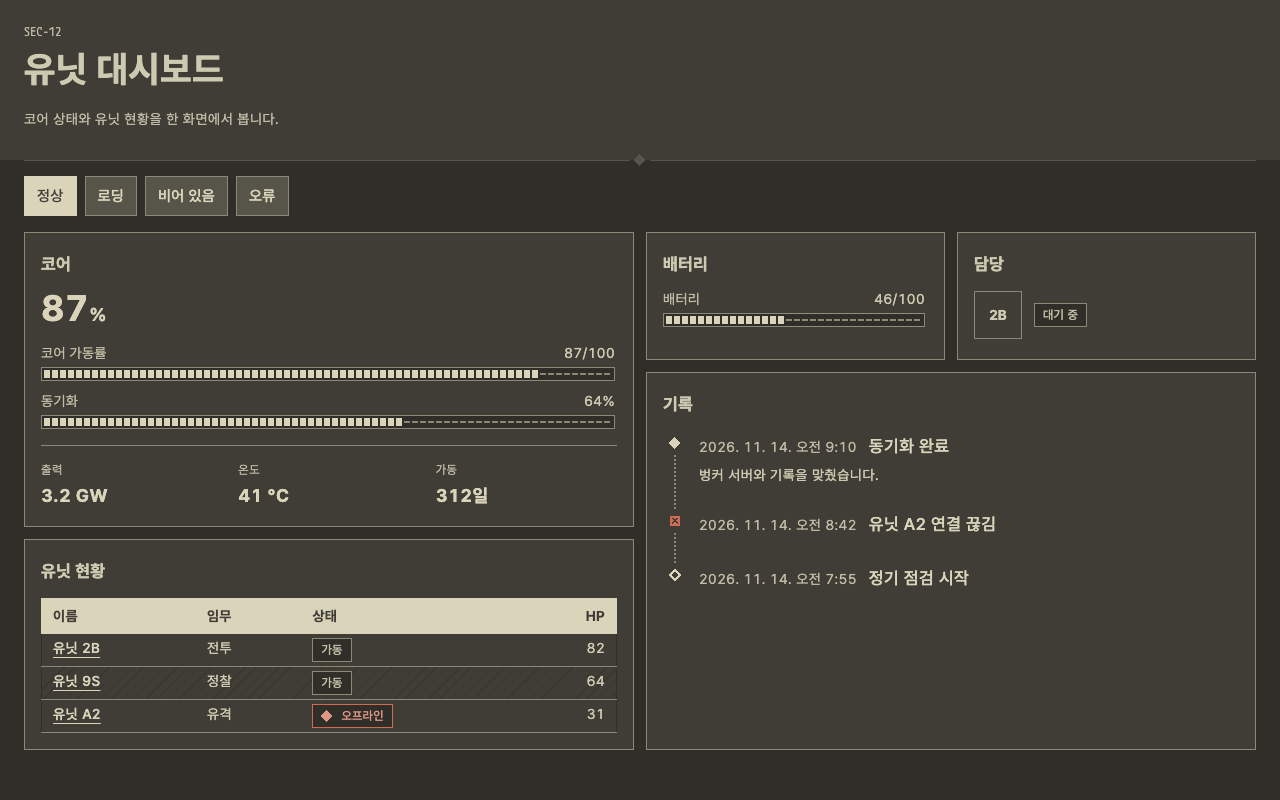 SEC-12
유닛 대시보드
코어 상태와 유닛 현황을 한 화면에서 봅니다.
정상 로딩 비어 있음 오류
코어
87%
코어 가동률 87/100
동기화 64%
출력 온도 가동
3.2 GW 41 °C 312일
배터리
배터리 46/100
담당
2B 대기 중
유닛 현황
이름 임무 상태 HP
유닛 2B 전투 가동 82
유닛 9S 정찰 가동 64
유닛 A2 유격 오프라인 31
기록
2026. 11. 14. 오전 9:10 동기화 완료
벙커 서버와 기록을 맞췄습니다.
2026. 11. 14. 오전 8:42 유닛 A2 연결 끊김
2026. 11. 14. 오전 7:55 정기 점검 시작